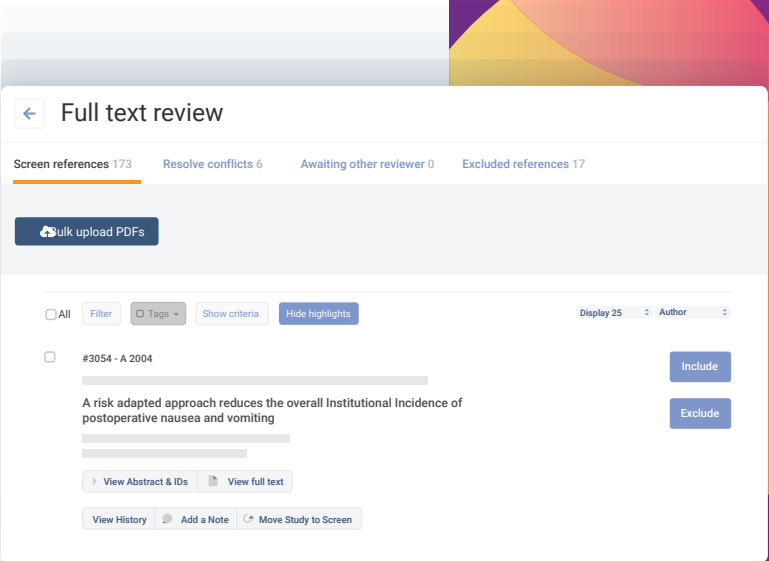 Full text review
Screen references 173 Resolve conflicts 6 Awaiting other reviewer 0 Excluded references 17
Bulk upload PDFs
All Filter Tags Show criteria Hide highlights Display 25 Author
#3054 - A 2004
Include
A risk adapted approach reduces the overall Institutional Incidence of
postoperative nausea and vomiting
Exclude
View Abstract & IDs View full text
View History Add a Note Move Study to Screen